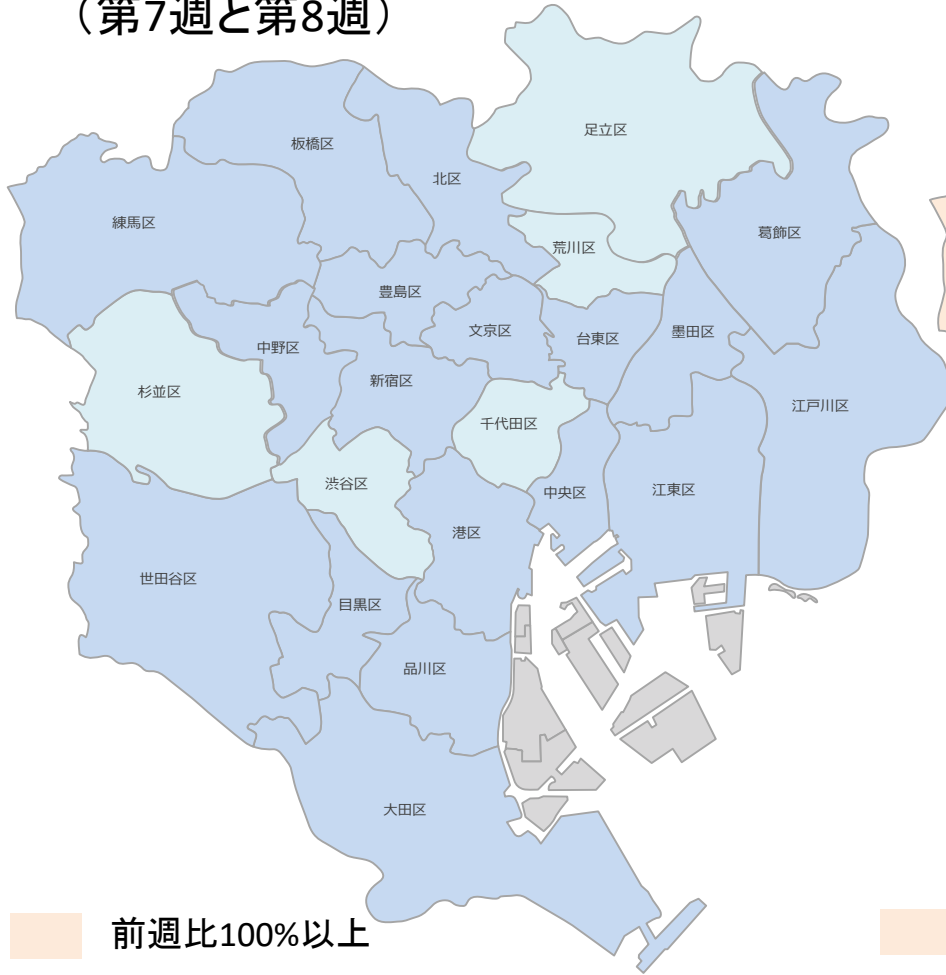 （第7週と第8週）
足立区
板橋区
北区
練馬区
葛飾区
荒川区
豊島区
文京区
台東区
墨田区
中野区
新宿区
杉並区
江戸川区
千代田区
渋谷区
中央区
江東区
港区
世田谷区
目黒区
品川区
大田区
前週比100%以上